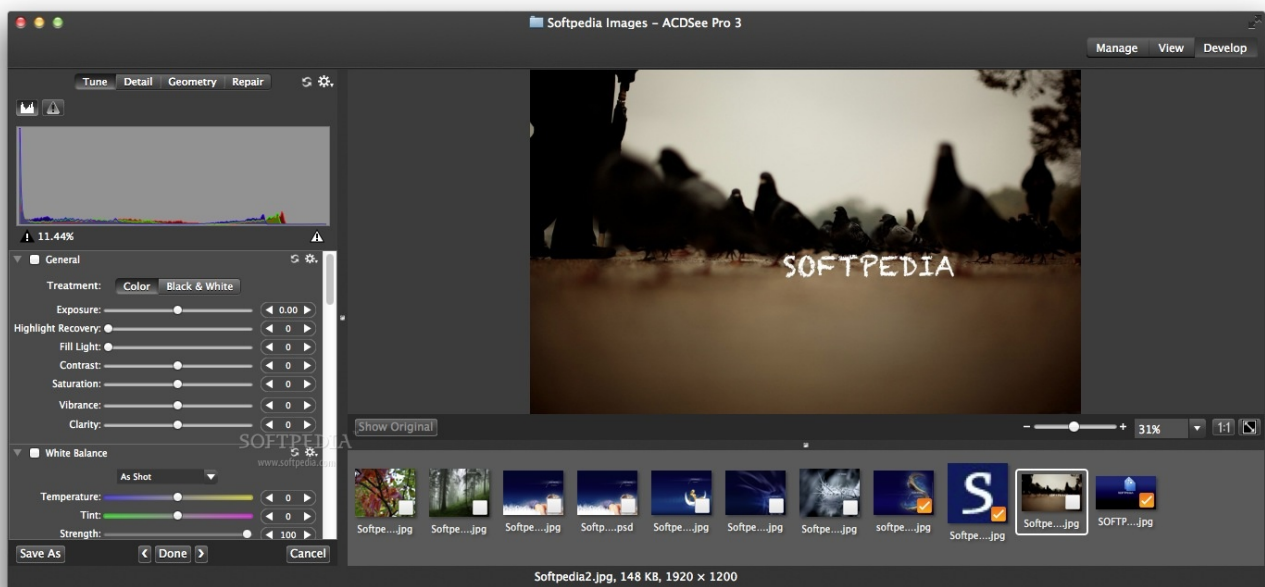 Softpedia Images – ACDSee Pro 3
Manage View Develop
Tune Detail Geometry Repair
11.44%
General
Treatment: Color Black & White
Exposure: 0.00
Highlight Recovery: 0
Fill Light: 0
Contrast: 0
Saturation: 0
Vibrance: 0
Clarity: 0
SOFTPEDIA
Show Original
31%
1:1
SOFTPEDIA
www.softpedia.com
White Balance
As Shot
Temperature: 0
Tint: 0
Strength: 100
Save As Done Cancel
Softpe....jpg Softpe....jpg Softpe....jpg Softp....psd Softpe....jpg Softpe....jpg Softpe....jpg softpe....jpg Softpe....jpg Softpe....jpg SOFTP....jpg
S
Softpedia2.jpg, 148 KB, 1920 × 1200